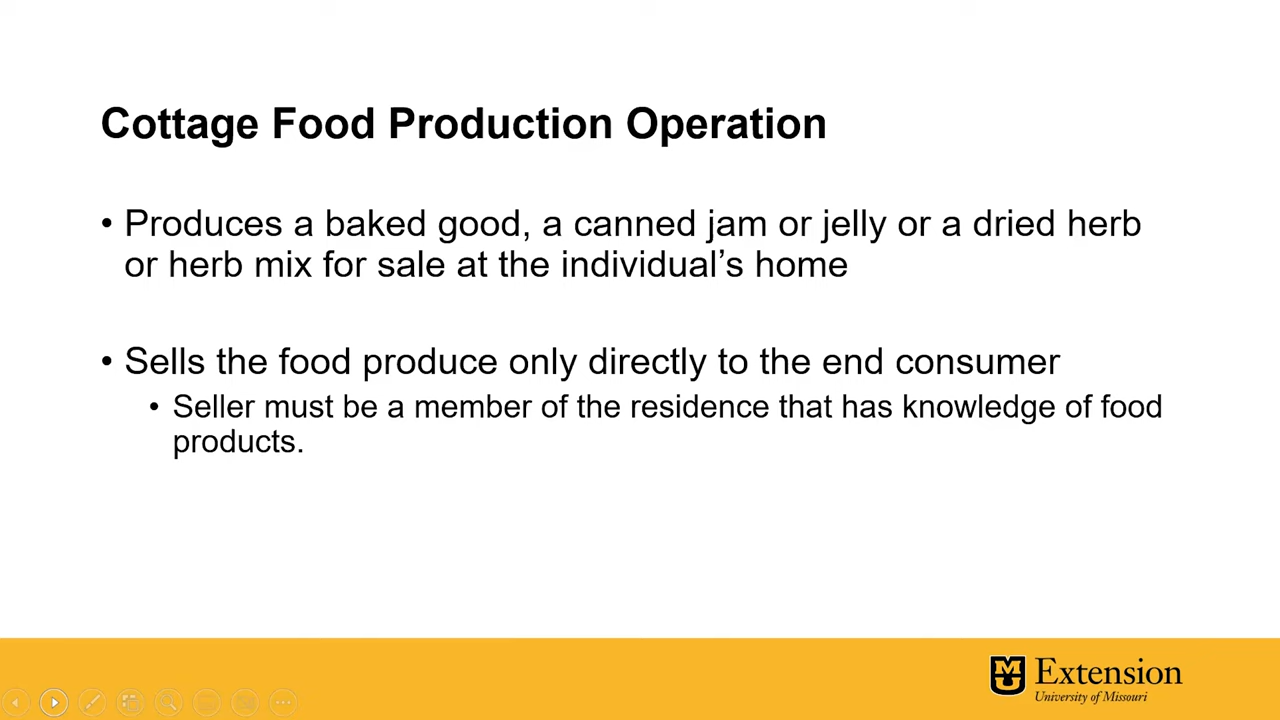 Cottage Food Production Operation
• Produces a baked good, a canned jam or jelly or a dried herb
or herb mix for sale at the individual’s home
• Sells the food produce only directly to the end consumer
• Seller must be a member of the residence that has knowledge of food
products.
MU
Extension
University of Missouri